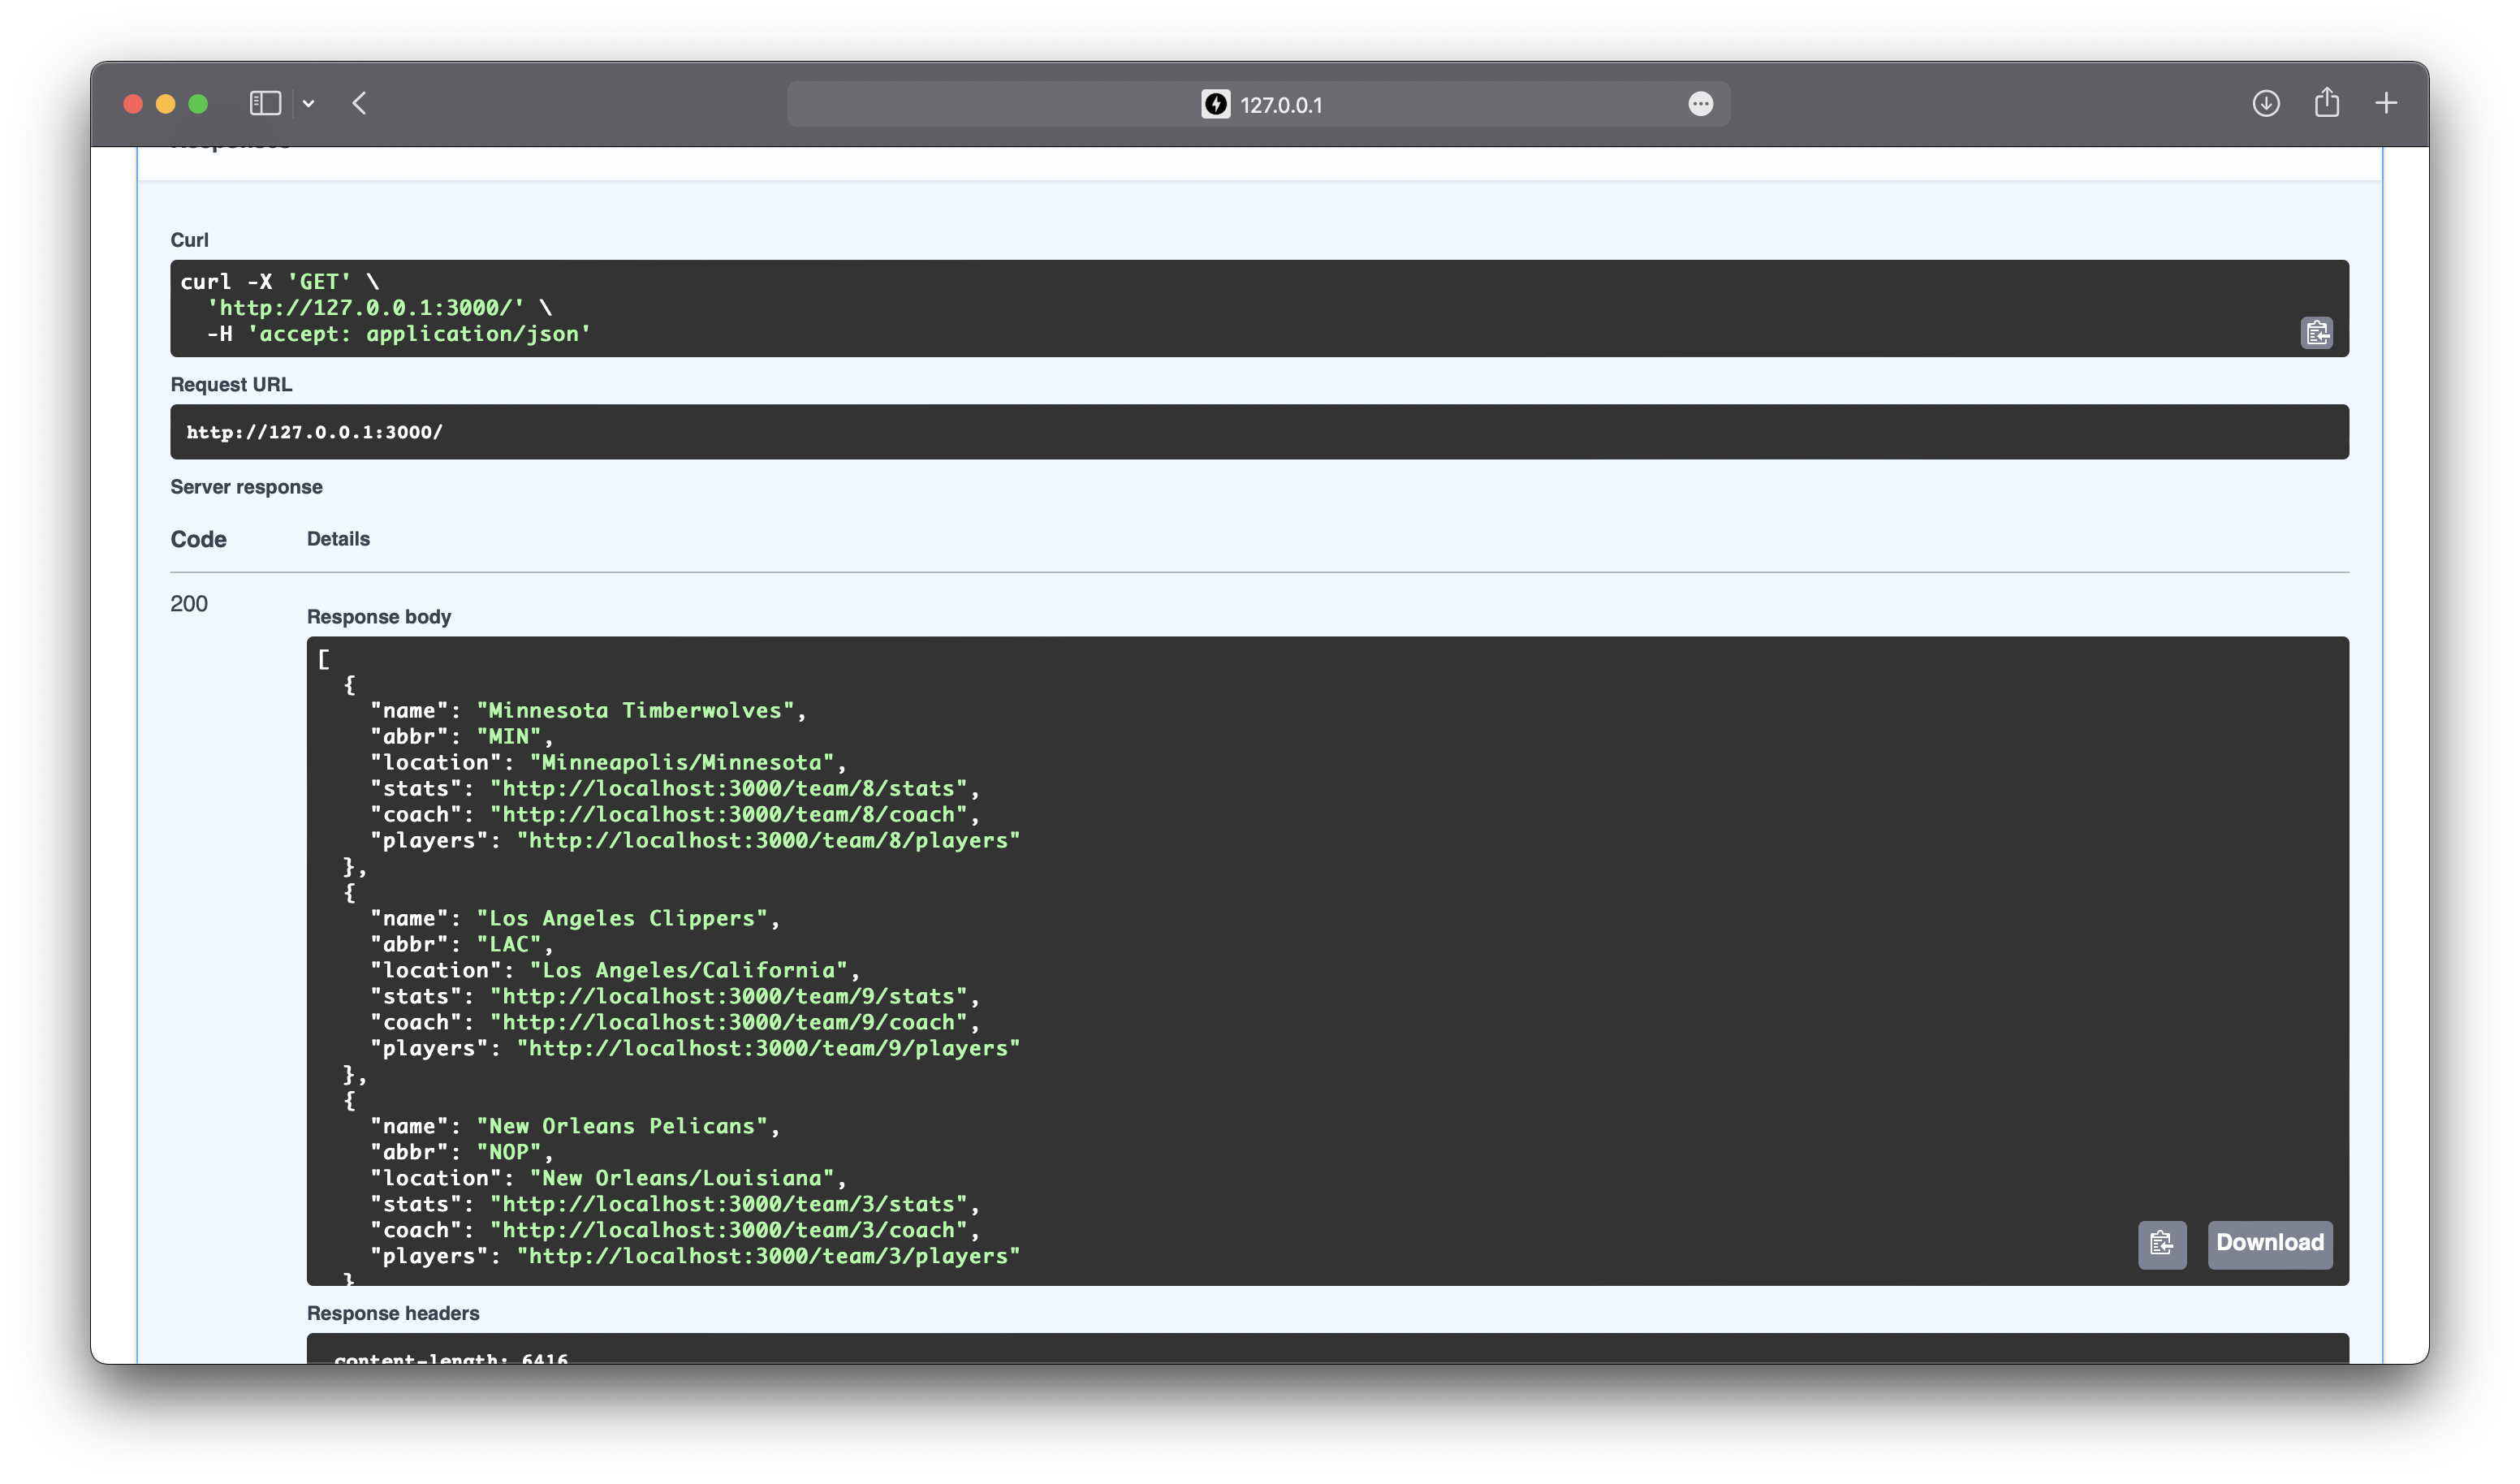 127.0.0.1
Responses
Curl
curl -X 'GET' \
'http://127.0.0.1:3000/' \
-H 'accept: application/json'
Request URL
http://127.0.0.1:3000/
Server response
Code Details
200
Response body
[
{
"name": "Minnesota Timberwolves",
"abbr": "MIN",
"location": "Minneapolis/Minnesota",
"stats": "http://localhost:3000/team/8/stats",
"coach": "http://localhost:3000/team/8/coach",
"players": "http://localhost:3000/team/8/players"
},
{
"name": "Los Angeles Clippers",
"abbr": "LAC",
"location": "Los Angeles/California",
"stats": "http://localhost:3000/team/9/stats",
"coach": "http://localhost:3000/team/9/coach",
"players": "http://localhost:3000/team/9/players"
},
{
"name": "New Orleans Pelicans",
"abbr": "NOP",
"location": "New Orleans/Louisiana",
"stats": "http://localhost:3000/team/3/stats",
"coach": "http://localhost:3000/team/3/coach",
"players": "http://localhost:3000/team/3/players"
}
Download
Response headers
content-length: 6416